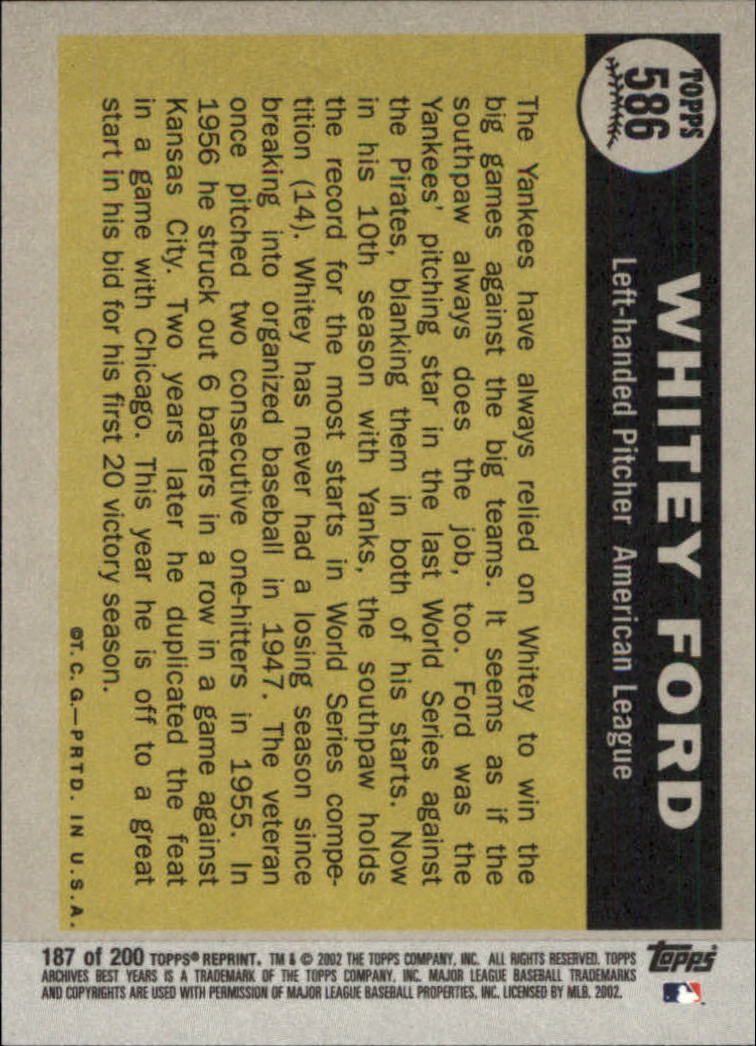 TOPPS
586
WHITEY FORD
Left-handed Pitcher American League
The Yankees have always relied on Whitey to win the
big games against the big teams. It seems as if the
southpaw always does the job, too. Ford was the
Yankees' pitching star in the last World Series against
the Pirates, blanking them in both of his starts. Now
in his 10th season with Yanks, the southpaw holds
the record for the most starts in World Series compe-
tition (14). Whitey has never had a losing season since
breaking into organized baseball in 1947. The veteran
once pitched two consecutive one-hitters in 1955. In
1956 he struck out 6 batters in a row in a game against
Kansas City. Two years later he duplicated the feat
in a game with Chicago. This year he is off to a great
start in his bid for his first 20 victory season.
©T. C. G.—PRTD. IN U.S.A.
187 of 200 TOPPS® REPRINT. TM & © 2002 THE TOPPS COMPANY, INC. ALL RIGHTS RESERVED. TOPPS
ARCHIVES BEST YEARS IS A TRADEMARK OF THE TOPPS COMPANY, INC. MAJOR LEAGUE BASEBALL TRADEMARKS
AND COPYRIGHTS ARE USED WITH PERMISSION OF MAJOR LEAGUE BASEBALL PROPERTIES, INC. LICENSED BY MLB. 2002.
Topps